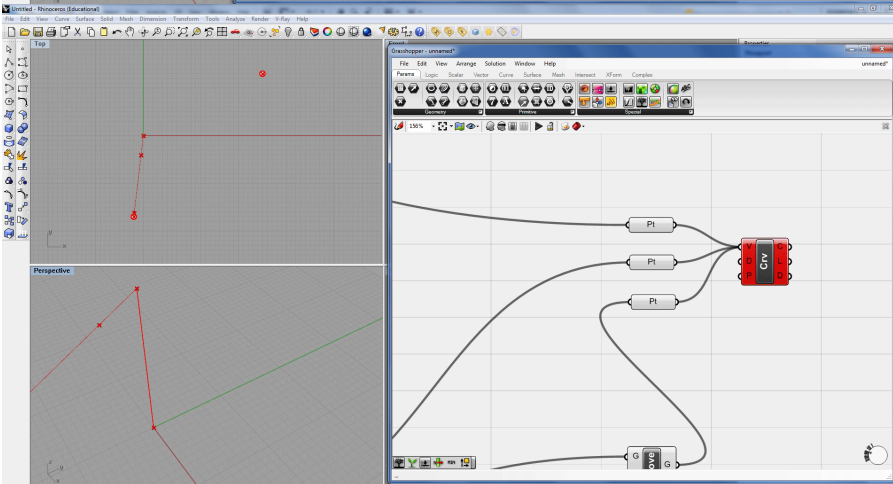 Untitled - Rhinoceros (Educational)
File Edit View Curve Surface Solid Mesh Dimension Transform Tools Analyze Render V-Ray Help
Top
y
x
Perspective
z
y
x
Properties
Grasshopper - unnamed*
File Edit View Arrange Solution Window Help
unnamed*
Params Logic Scalar Vector Curve Surface Mesh Intersect XForm Complex
Geometry Primitive Special
156%
Pt
Pt
Pt
V
D
P
Crv
C
L
D
G
ove
G